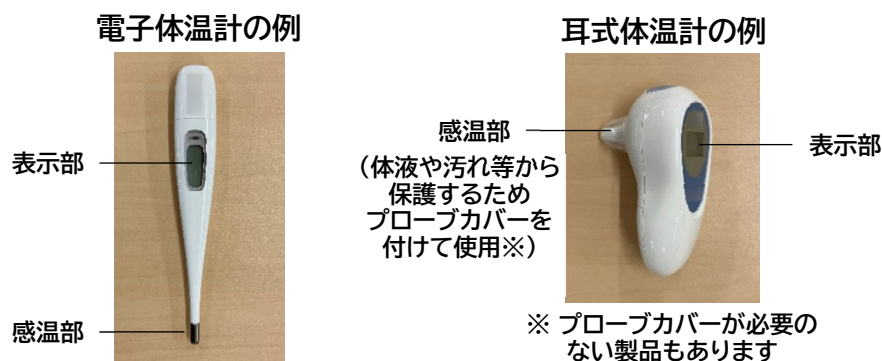 電子体温計の例
表示部
感温部
耳式体温計の例
感温部
（体液や汚れ等から
保護するため
プローブカバーを
付けて使用※）
表示部
※ プローブカバーが必要の
ない製品もあります